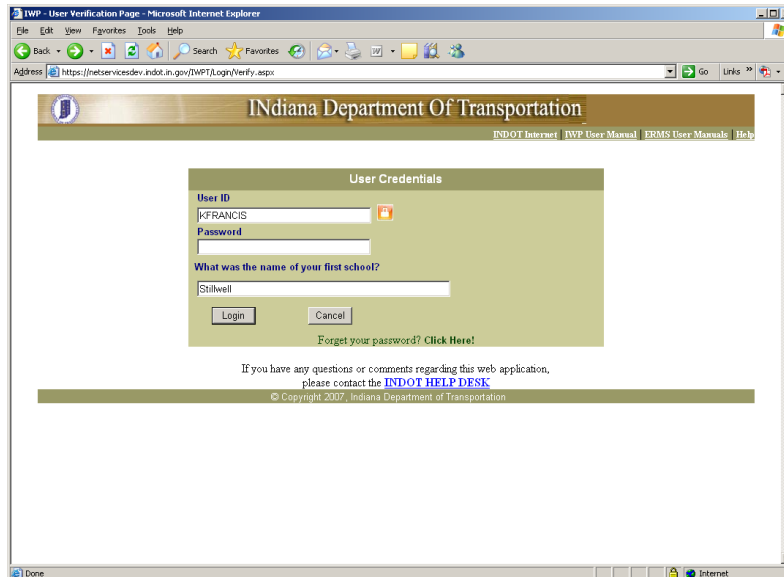 IWP - User Verification Page - Microsoft Internet Explorer
File Edit View Favorites Tools Help
Back Search Favorites
Address https://netservicesdev.indot.in.gov/IWPT/Login/Verify.aspx Go Links »
INdiana Department Of Transportation
INDOT Internet | IWP User Manual | ERMS User Manuals | Help
User Credentials
User ID
KFRANCIS
Password
What was the name of your first school?
Stillwell
Login Cancel
Forget your password? Click Here!
If you have any questions or comments regarding this web application,
please contact the INDOT HELP DESK
© Copyright 2007, Indiana Department of Transportation
Done Internet